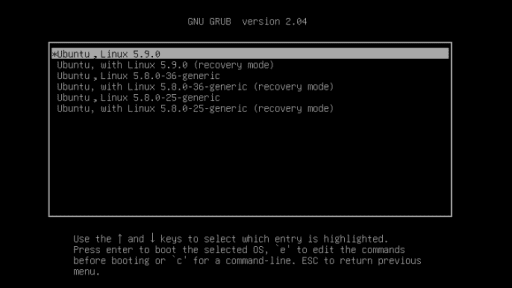 GNU GRUB version 2.04
*Ubuntu, Linux 5.9.0
Ubuntu, with Linux 5.9.0 (recovery mode)
Ubuntu, Linux 5.8.0-36-generic
Ubuntu, with Linux 5.8.0-36-generic (recovery mode)
Ubuntu, Linux 5.8.0-25-generic
Ubuntu, with Linux 5.8.0-25-generic (recovery mode)
Use the ↑ and ↓ keys to select which entry is highlighted.
Press enter to boot the selected OS, `e' to edit the commands
before booting or `c' for a command-line. ESC to return previous
menu.